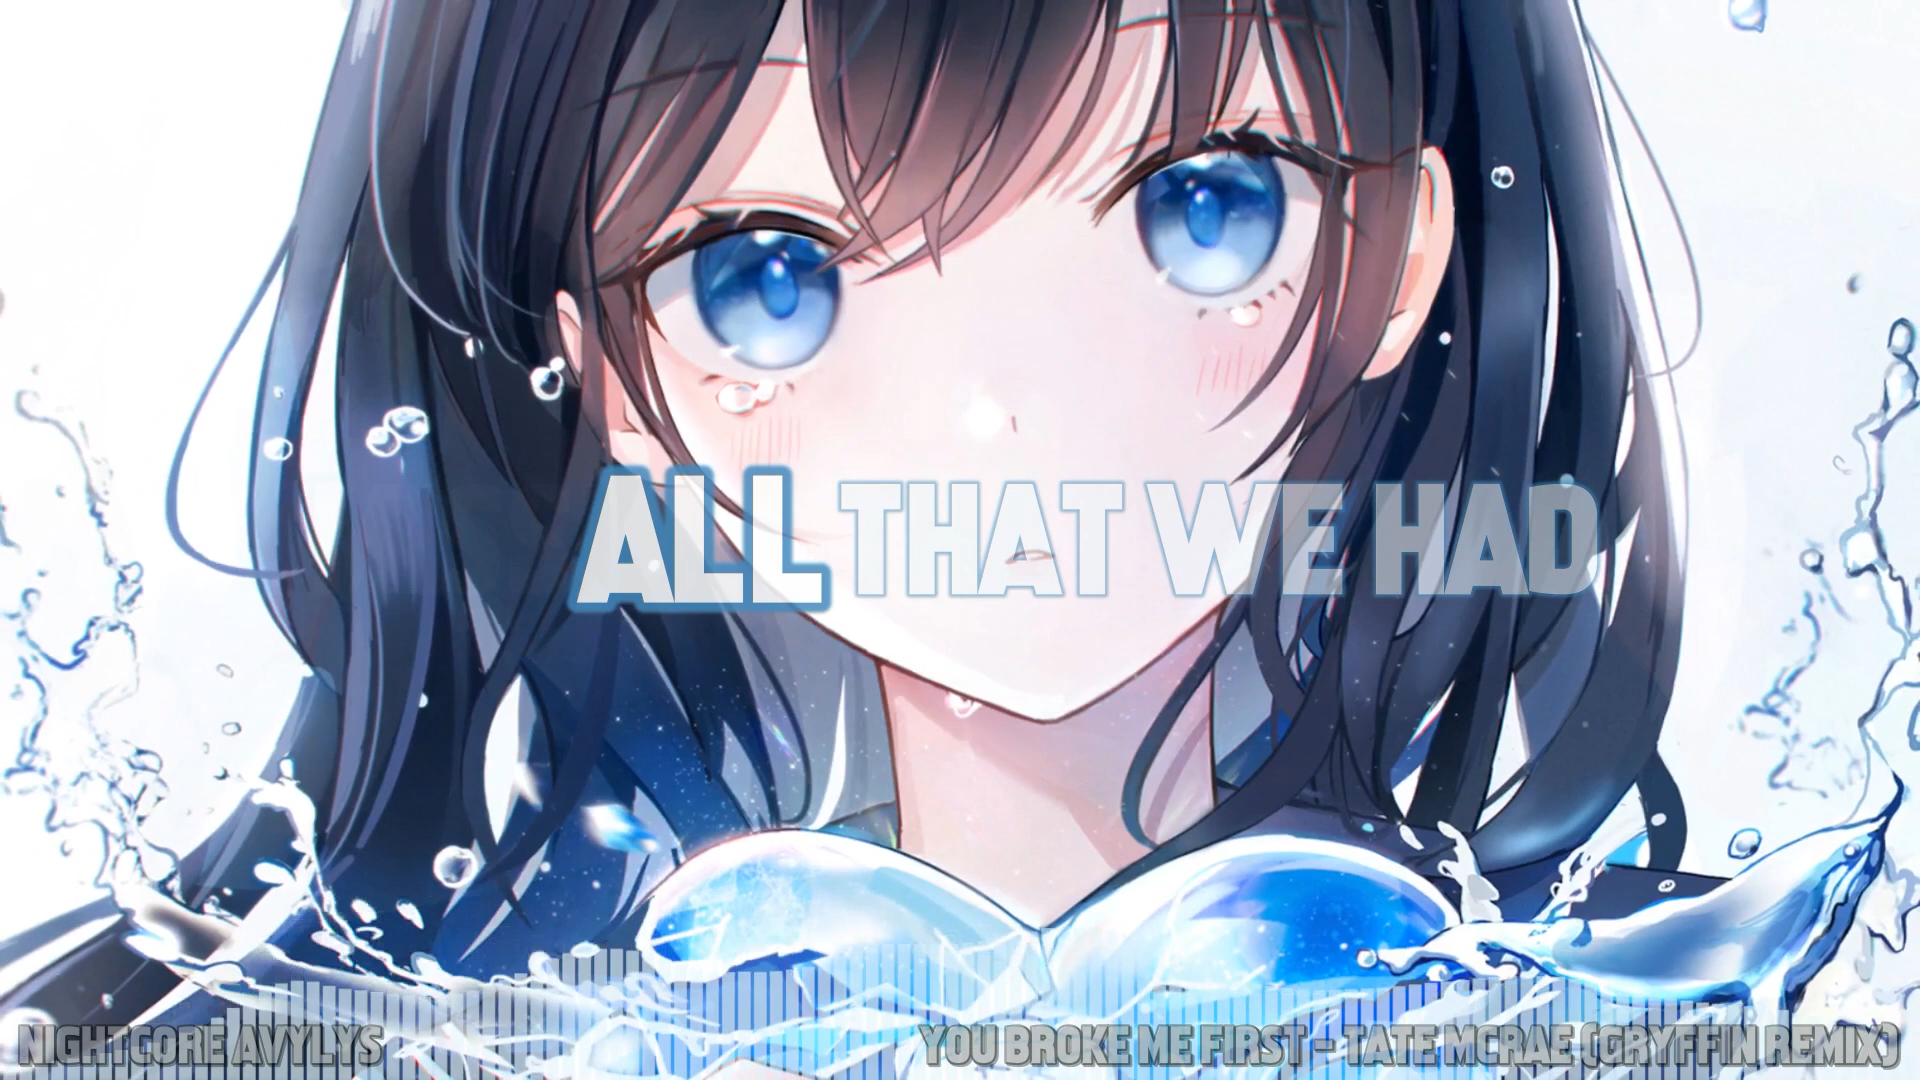 ALL THAT WE HAD
NIGHTCORE AVYLYS
YOU BROKE ME FIRST - TATE MCRAE (GRYFFIN REMIX)